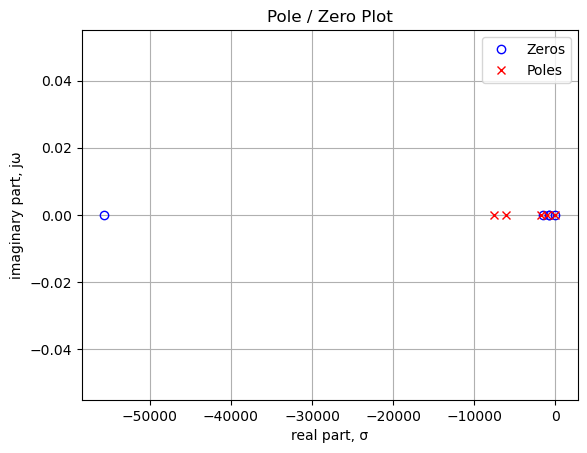 Pole / Zero Plot
Zeros
Poles
0.04
0.02
0.00
−0.02
−0.04
imaginary part, jω
−50000 −40000 −30000 −20000 −10000 0
real part, σ